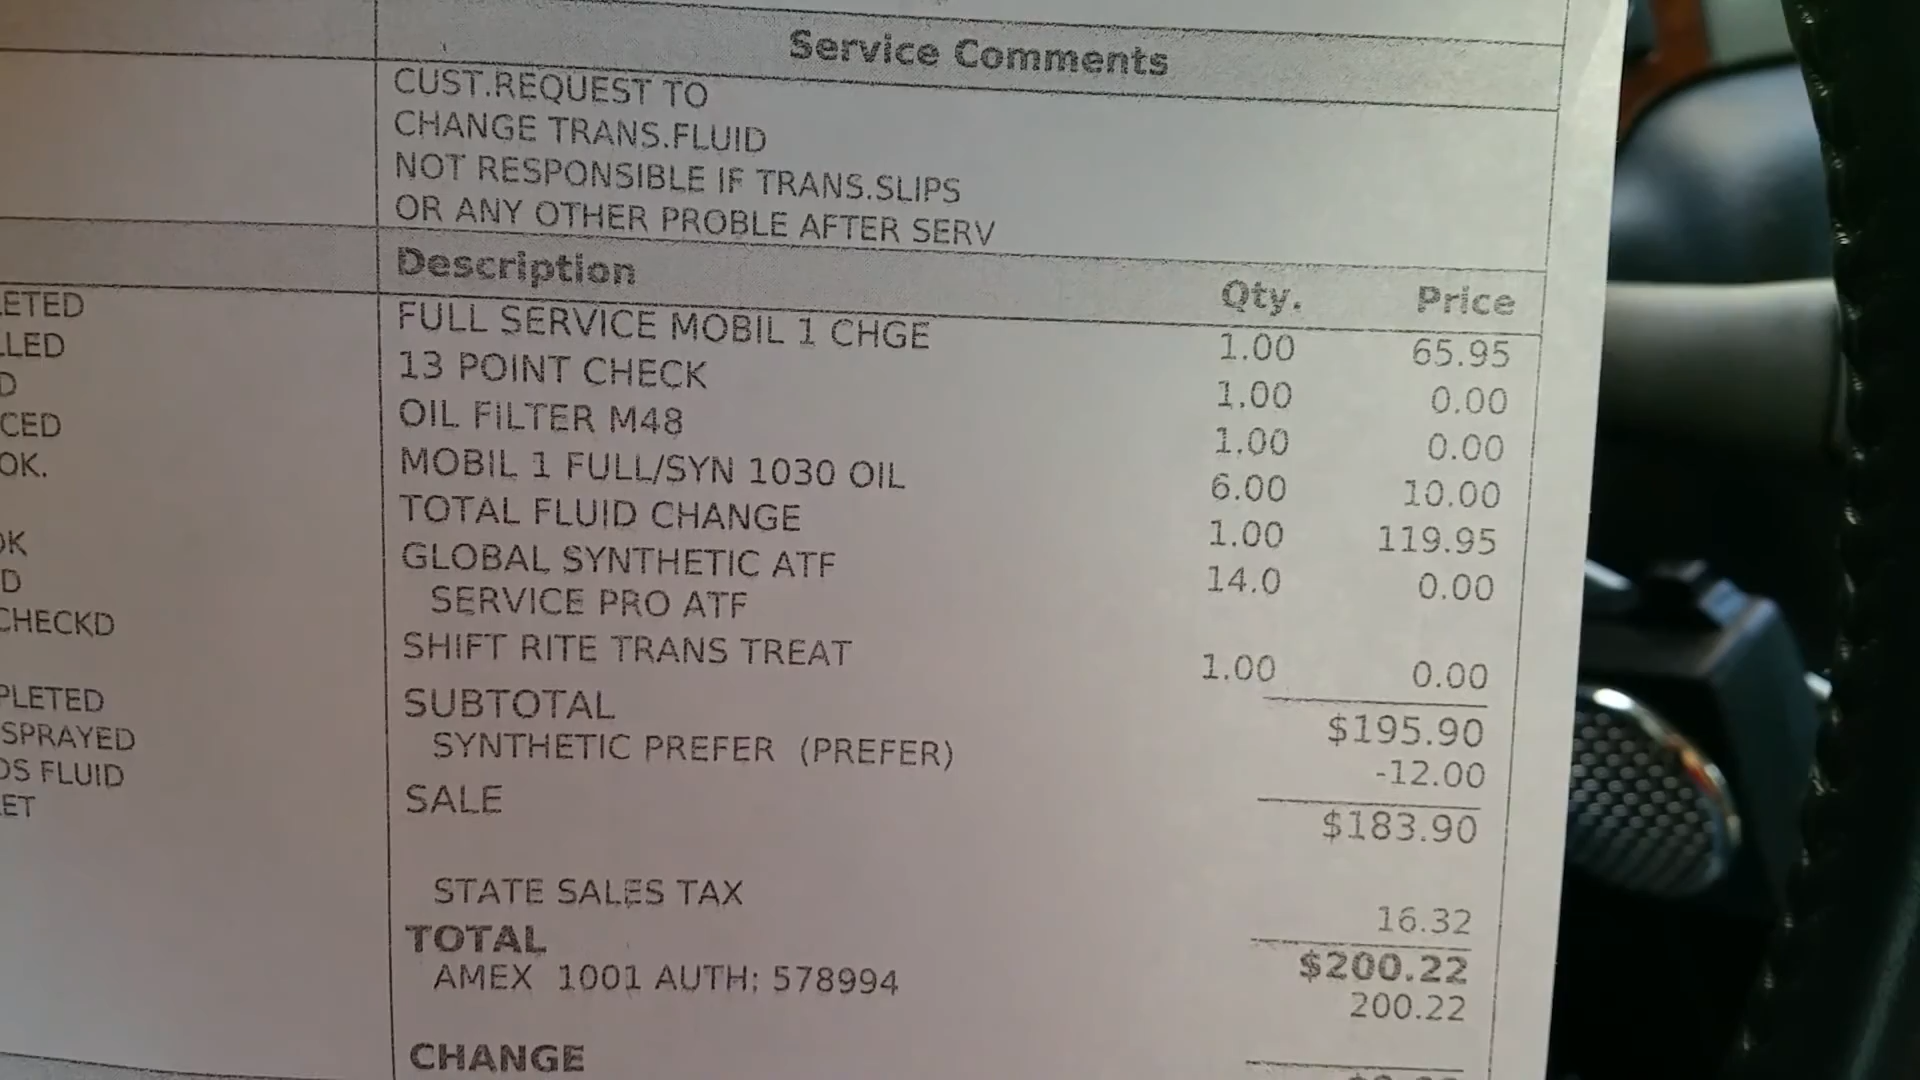 Service Comments
CUST.REQUEST TO
CHANGE TRANS.FLUID
NOT RESPONSIBLE IF TRANS.SLIPS
OR ANY OTHER PROBLE AFTER SERV
Description Qty. Price
ETED
FULL SERVICE MOBIL 1 CHGE 1.00 65.95
LLED
13 POINT CHECK 1.00 0.00
D
OIL FILTER M48 1.00 0.00
CED
MOBIL 1 FULL/SYN 1030 OIL 6.00 10.00
OK.
TOTAL FLUID CHANGE 1.00 119.95
OK
GLOBAL SYNTHETIC ATF 14.0 0.00
D
SERVICE PRO ATF
CHECKD
SHIFT RITE TRANS TREAT 1.00 0.00
PLETED
SUBTOTAL $195.90
SPRAYED
SYNTHETIC PREFER (PREFER) -12.00
DS FLUID
SALE $183.90
ET
STATE SALES TAX 16.32
TOTAL $200.22
AMEX 1001 AUTH: 578994 200.22
CHANGE